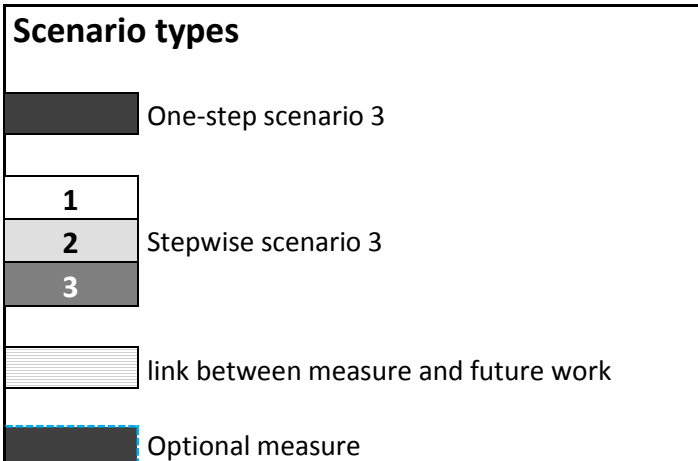 Scenario types
One-step scenario 3
1
2 Stepwise scenario 3
3
link between measure and future work
Optional measure